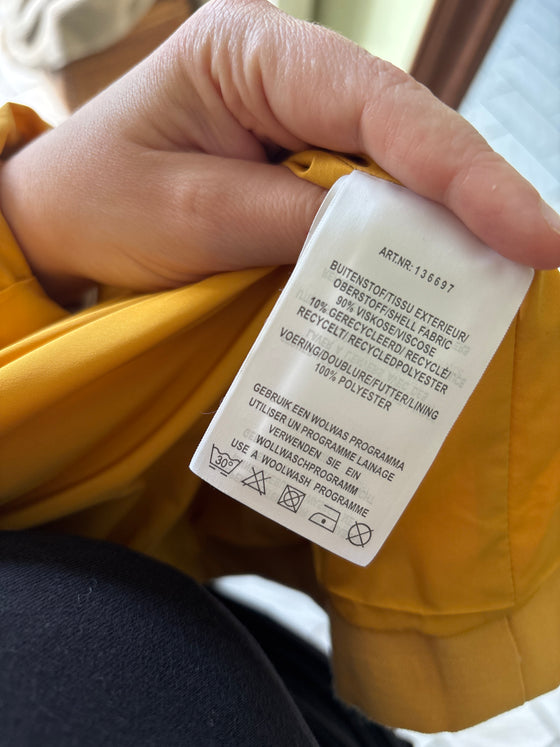 ART.NR. 136697
BUITENSTOF/TISSU EXTERIEUR/
OBERSTOFF/SHELL FABRIC
90% VISKOSE/VISCOSE
10% GERECYCLEERD/ RECYCLÉ/
RECYCELT/ RECYCLEDPOLYESTER
VOERING/DOUBLURE/FUTTER/LINING
100% POLYESTER
GEBRUIK EEN WOLWAS PROGRAMMA
UTILISER UN PROGRAMME LAINAGE
VERWENDEN SIE EIN
WOLLWASCHPROGRAMM
USE A WOOLWASH PROGRAMME
30°